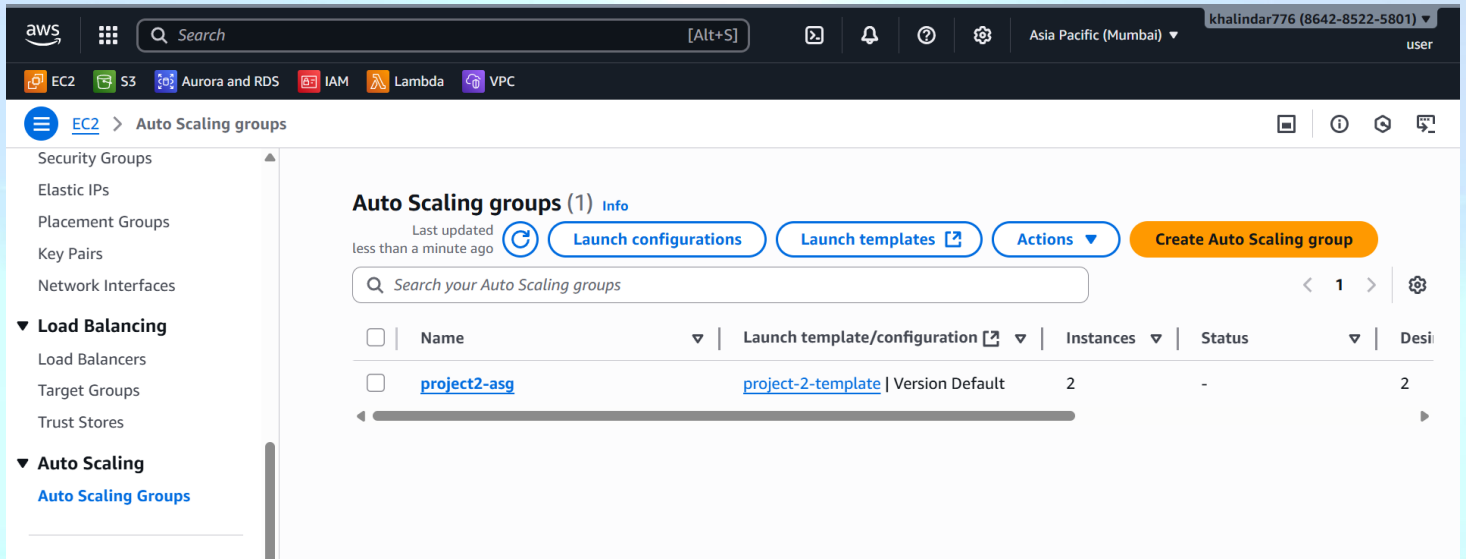 aws
Search [Alt+S]
Asia Pacific (Mumbai) ▼
khalindar776 (8642-8522-5801) ▼
user
EC2 S3 Aurora and RDS IAM Lambda VPC
EC2 > Auto Scaling groups
Security Groups
Elastic IPs
Placement Groups
Key Pairs
Network Interfaces
▼ Load Balancing
Load Balancers
Target Groups
Trust Stores
▼ Auto Scaling
Auto Scaling Groups
Auto Scaling groups (1) Info
Last updated
less than a minute ago
Launch configurations Launch templates Actions ▼ Create Auto Scaling group
Search your Auto Scaling groups
< 1 >
Name Launch template/configuration Instances Status Desi
project2-asg project-2-template | Version Default 2 - 2